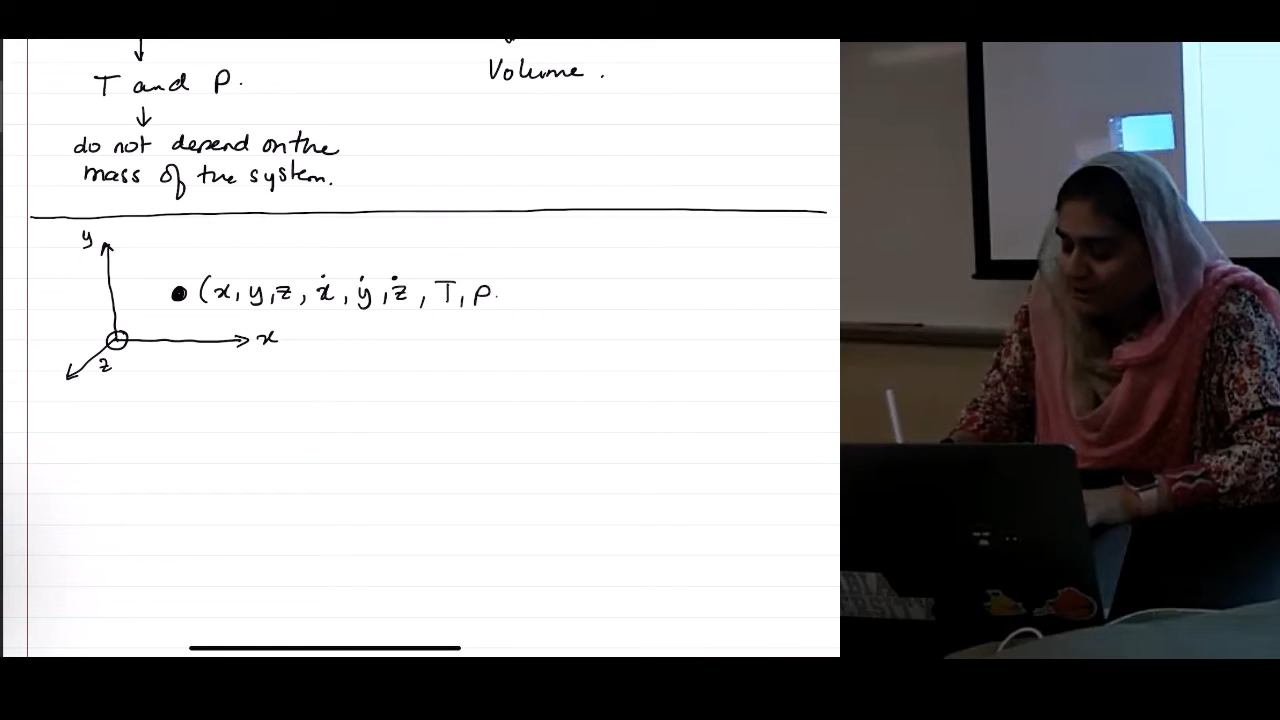 T and P.
Volume.
do not depend on the
mass of the system.
y
(x, y, z, ẋ, ẏ, ż, T, P.
x
z